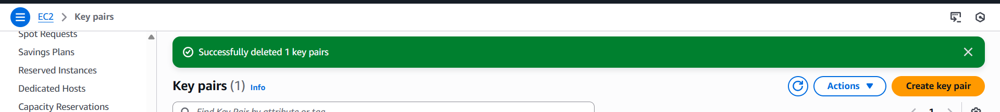 EC2 > Key pairs
Spot Requests
Savings Plans
Reserved Instances
Dedicated Hosts
Capacity Reservations
Successfully deleted 1 key pairs
Key pairs (1) Info
Actions
Create key pair
Find Key Pair by attribute or tag
1